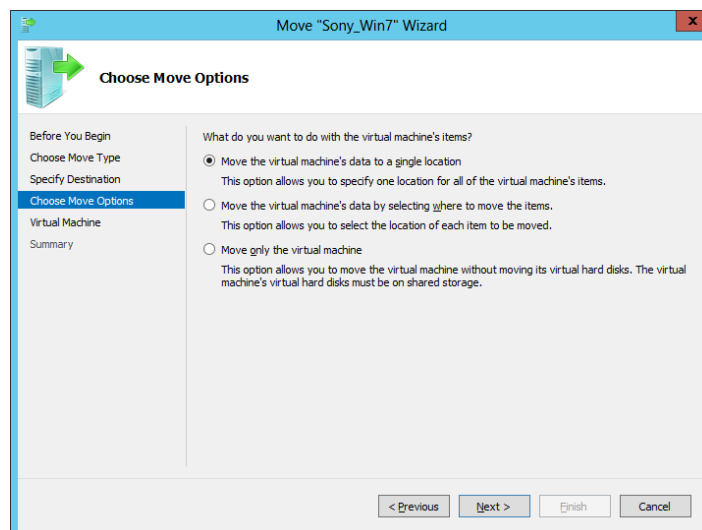 Move "Sony_Win7" Wizard
x
Choose Move Options
Before You Begin
Choose Move Type
Specify Destination
Choose Move Options
Virtual Machine
Summary
What do you want to do with the virtual machine's items?
Move the virtual machine's data to a single location
This option allows you to specify one location for all of the virtual machine's items.
Move the virtual machine's data by selecting where to move the items.
This option allows you to select the location of each item to be moved.
Move only the virtual machine
This option allows you to move the virtual machine without moving its virtual hard disks. The virtual
machine's virtual hard disks must be on shared storage.
< Previous
Next >
Finish
Cancel